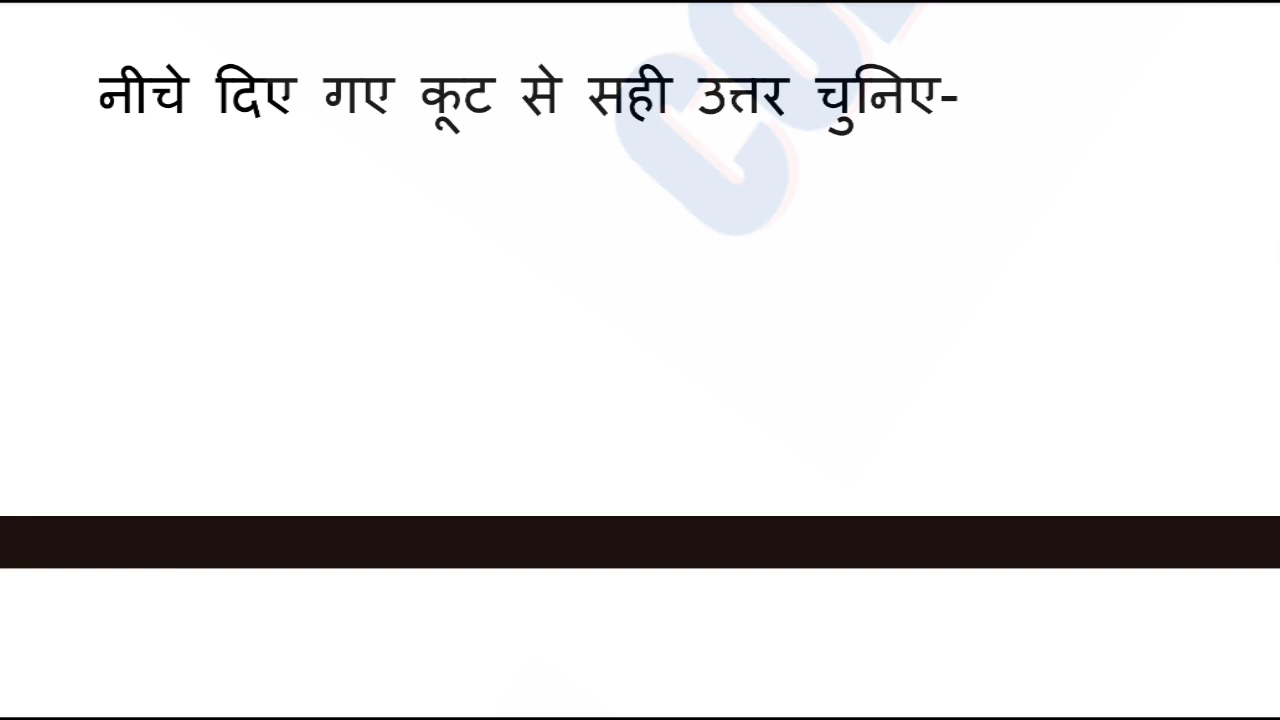 नीचे दिए गए कूट से सही उत्तर चुनिए-